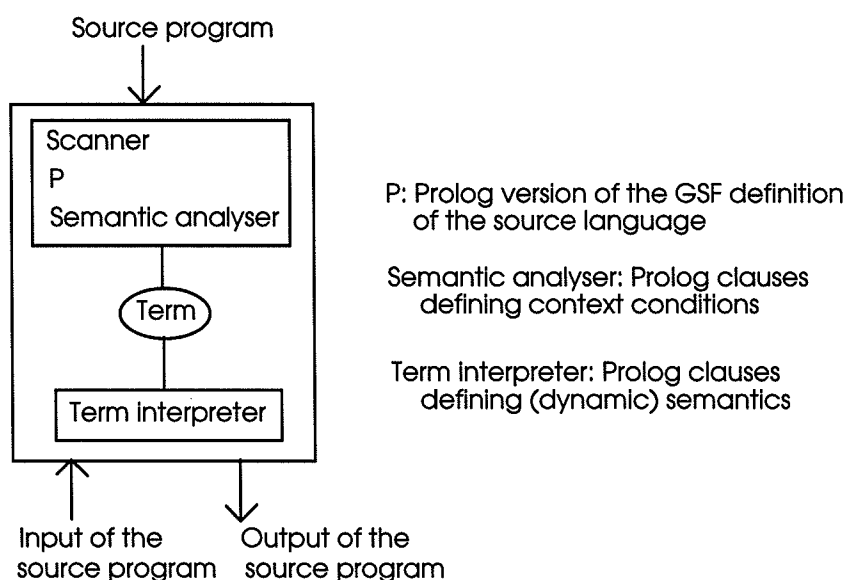 Source program
Scanner
P
Semantic analyser
Term
Term interpreter
Input of the
source program
Output of the
source program
P: Prolog version of the GSF definition
of the source language
Semantic analyser: Prolog clauses
defining context conditions
Term interpreter: Prolog clauses
defining (dynamic) semantics